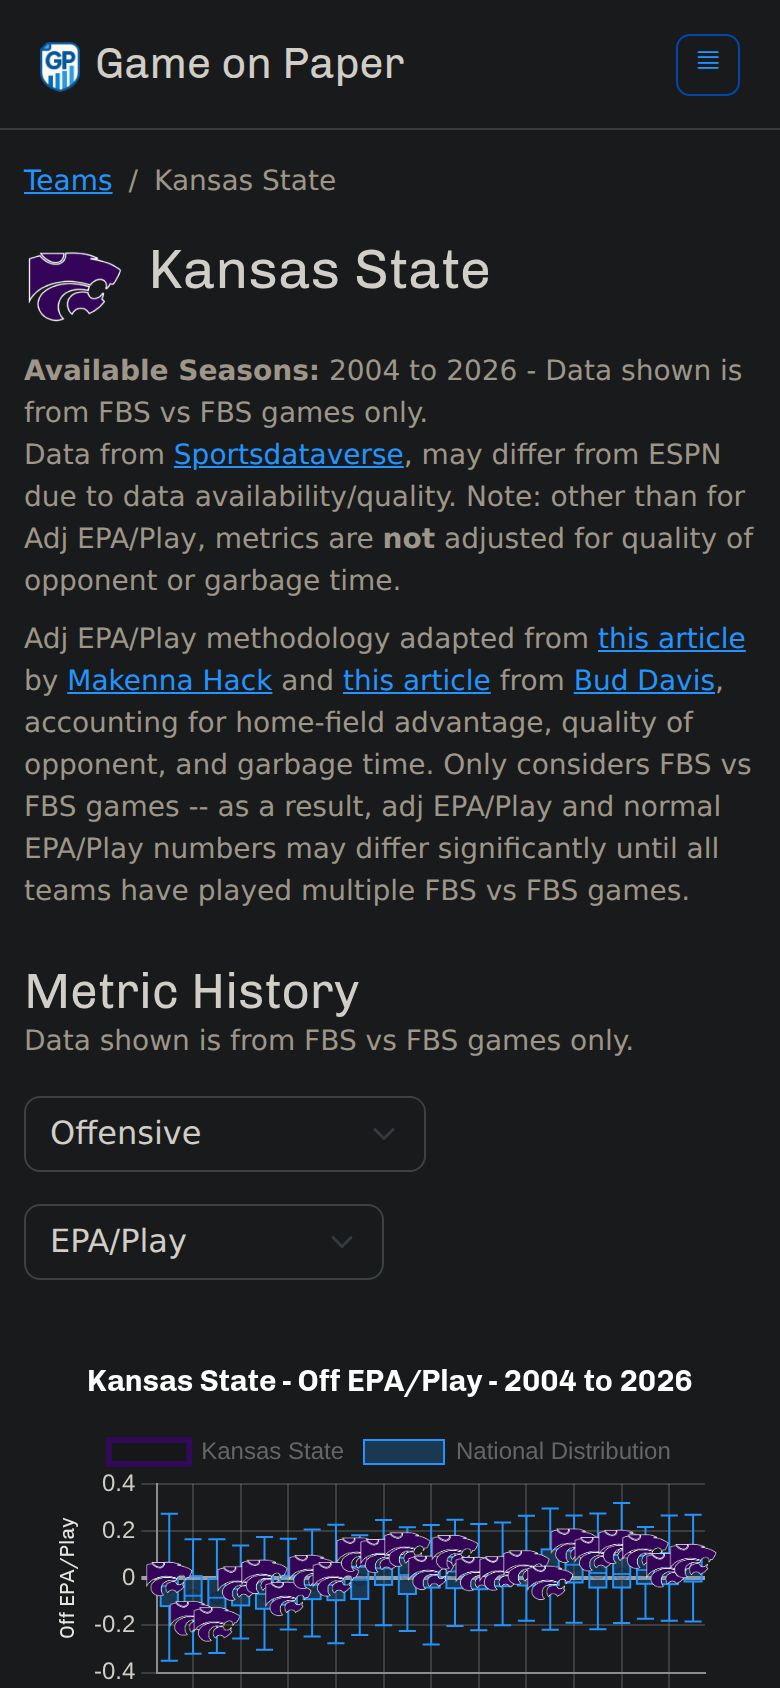 GP
Game on Paper
Teams / Kansas State
Kansas State
Available Seasons: 2004 to 2026 - Data shown is
from FBS vs FBS games only.
Data from Sportsdataverse, may differ from ESPN
due to data availability/quality. Note: other than for
Adj EPA/Play, metrics are not adjusted for quality of
opponent or garbage time.
Adj EPA/Play methodology adapted from this article
by Makenna Hack and this article from Bud Davis,
accounting for home-field advantage, quality of
opponent, and garbage time. Only considers FBS vs
FBS games -- as a result, adj EPA/Play and normal
EPA/Play numbers may differ significantly until all
teams have played multiple FBS vs FBS games.
Metric History
Data shown is from FBS vs FBS games only.
Offensive
EPA/Play
Kansas State - Off EPA/Play - 2004 to 2026
Kansas State National Distribution
Off EPA/Play
0.4
0.2
0
-0.2
-0.4